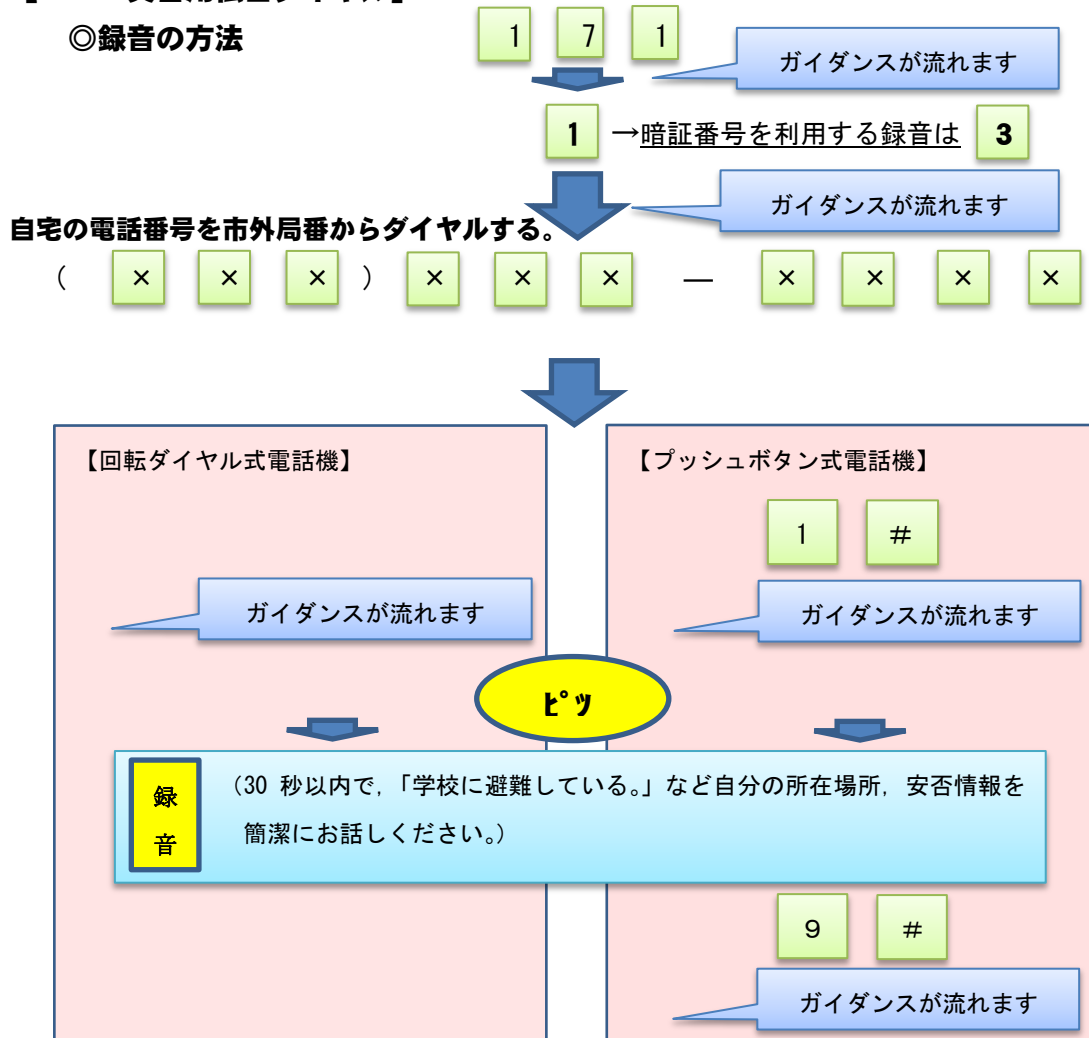 ◎録音の方法
1 7 1
ガイダンスが流れます
1 →暗証番号を利用する録音は 3
ガイダンスが流れます
自宅の電話番号を市外局番からダイヤルする。
( × × × ) × × × ― × × × ×
【回転ダイヤル式電話機】
ガイダンスが流れます
【プッシュボタン式電話機】
1 #
ガイダンスが流れます
ピッ
録音
(30 秒以内で,「学校に避難している。」など自分の所在場所, 安否情報を
簡潔にお話しください。)
9 #
ガイダンスが流れます